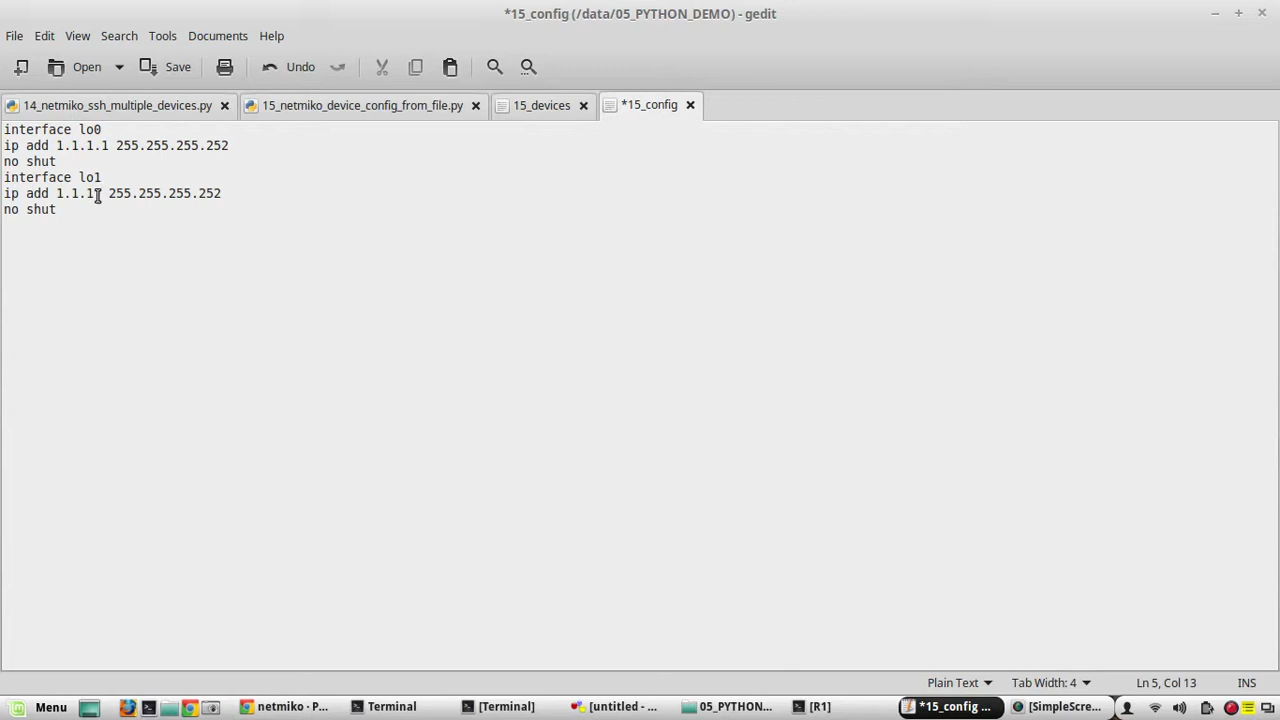 *15_config (/data/05_PYTHON_DEMO) - gedit
File Edit View Search Tools Documents Help
Open Save Undo
14_netmiko_ssh_multiple_devices.py 15_netmiko_device_config_from_file.py 15_devices *15_config
interface lo0
ip add 1.1.1.1 255.255.255.252
no shut
interface lo1
ip add 1.1.1 255.255.255.252
no shut
Plain Text Tab Width: 4 Ln 5, Col 13 INS
Menu netmiko - P... Terminal [Terminal] [untitled - ... 05_PYTHON... [R1] *15_config ... [SimpleScre...